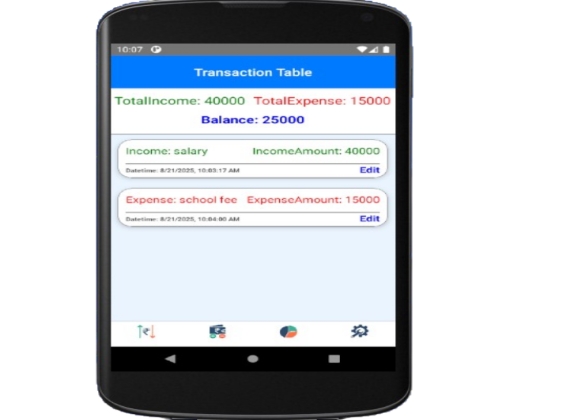 10:07
Transaction Table
TotalIncome: 40000 TotalExpense: 15000
Balance: 25000
Income: salary IncomeAmount: 40000
Datetime: 8/21/2025, 10:03:17 AM Edit
Expense: school fee ExpenseAmount: 15000
Datetime: 8/21/2025, 10:04:00 AM Edit